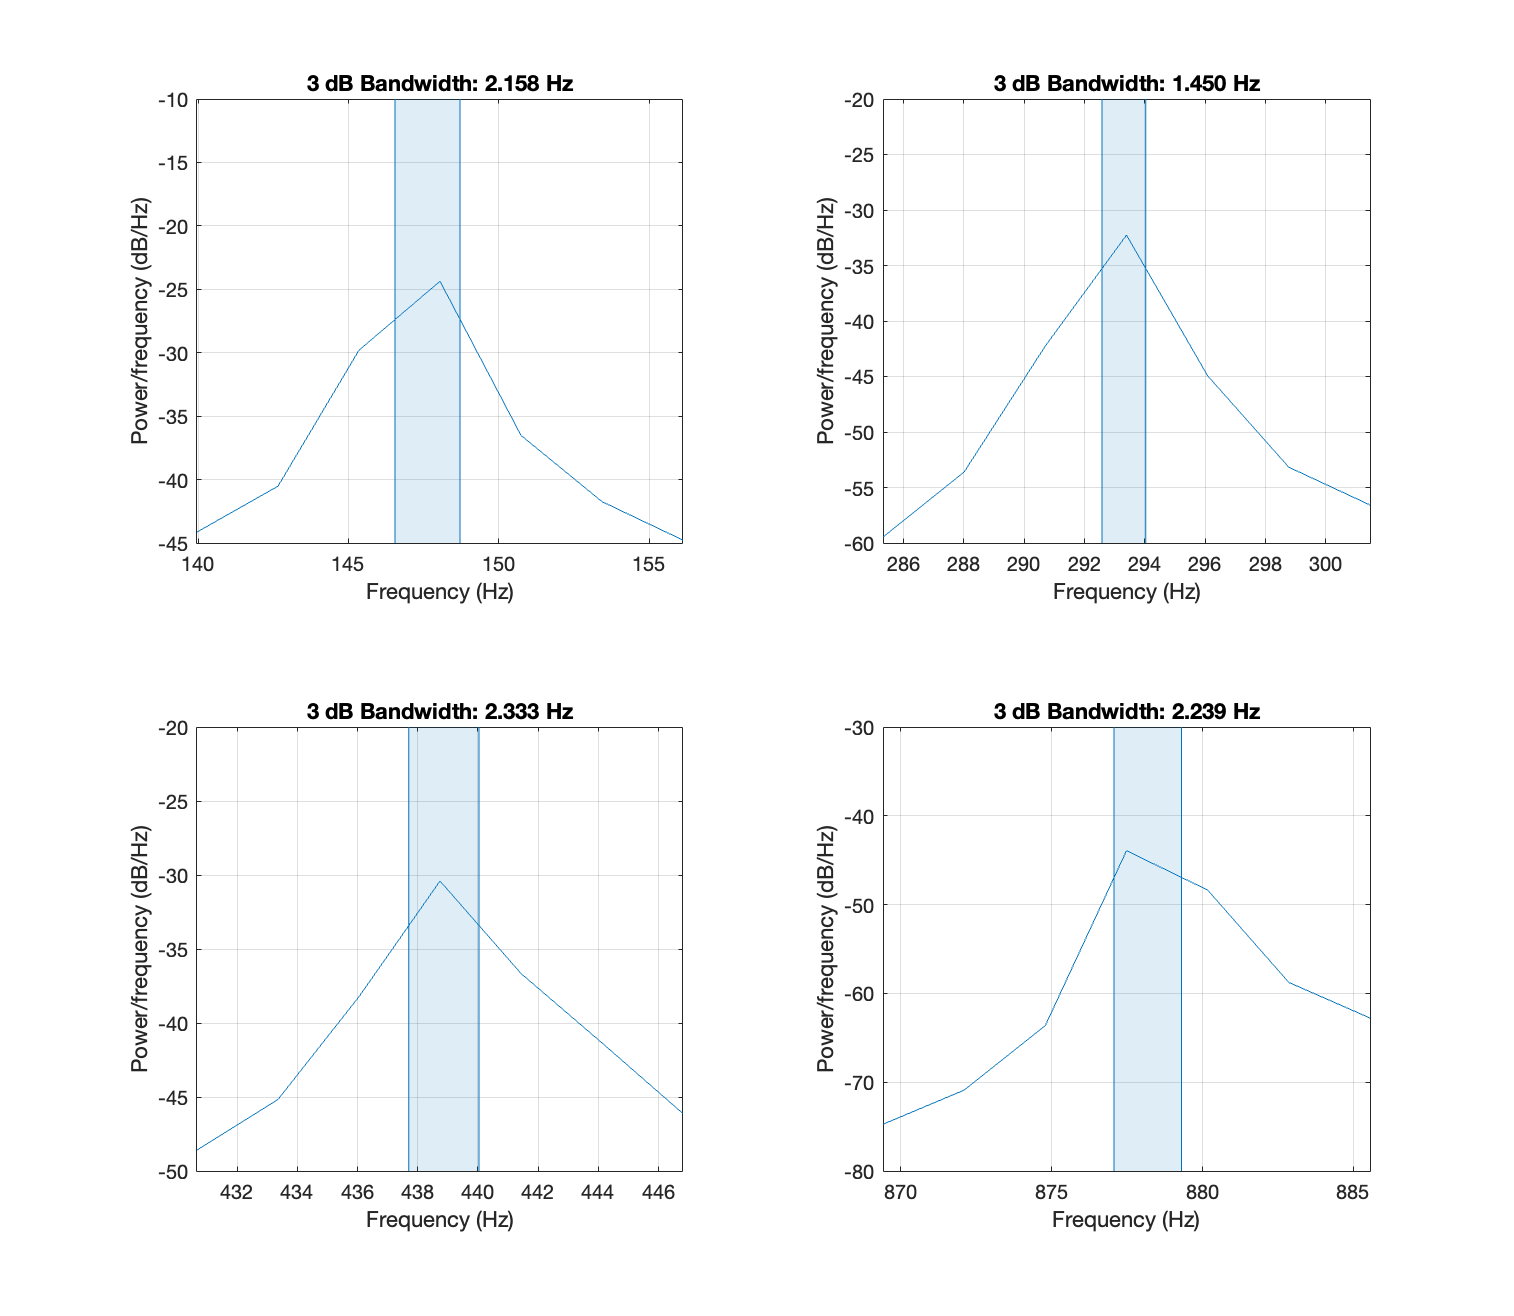 3 dB Bandwidth: 2.158 Hz
-10
-15
-20
-25
-30
-35
-40
-45
140 145 150 155
Frequency (Hz)
Power/frequency (dB/Hz)
3 dB Bandwidth: 1.450 Hz
-20
-25
-30
-35
-40
-45
-50
-55
-60
286 288 290 292 294 296 298 300
Frequency (Hz)
Power/frequency (dB/Hz)
3 dB Bandwidth: 2.333 Hz
-20
-25
-30
-35
-40
-45
-50
432 434 436 438 440 442 444 446
Frequency (Hz)
Power/frequency (dB/Hz)
3 dB Bandwidth: 2.239 Hz
-30
-40
-50
-60
-70
-80
870 875 880 885
Frequency (Hz)
Power/frequency (dB/Hz)